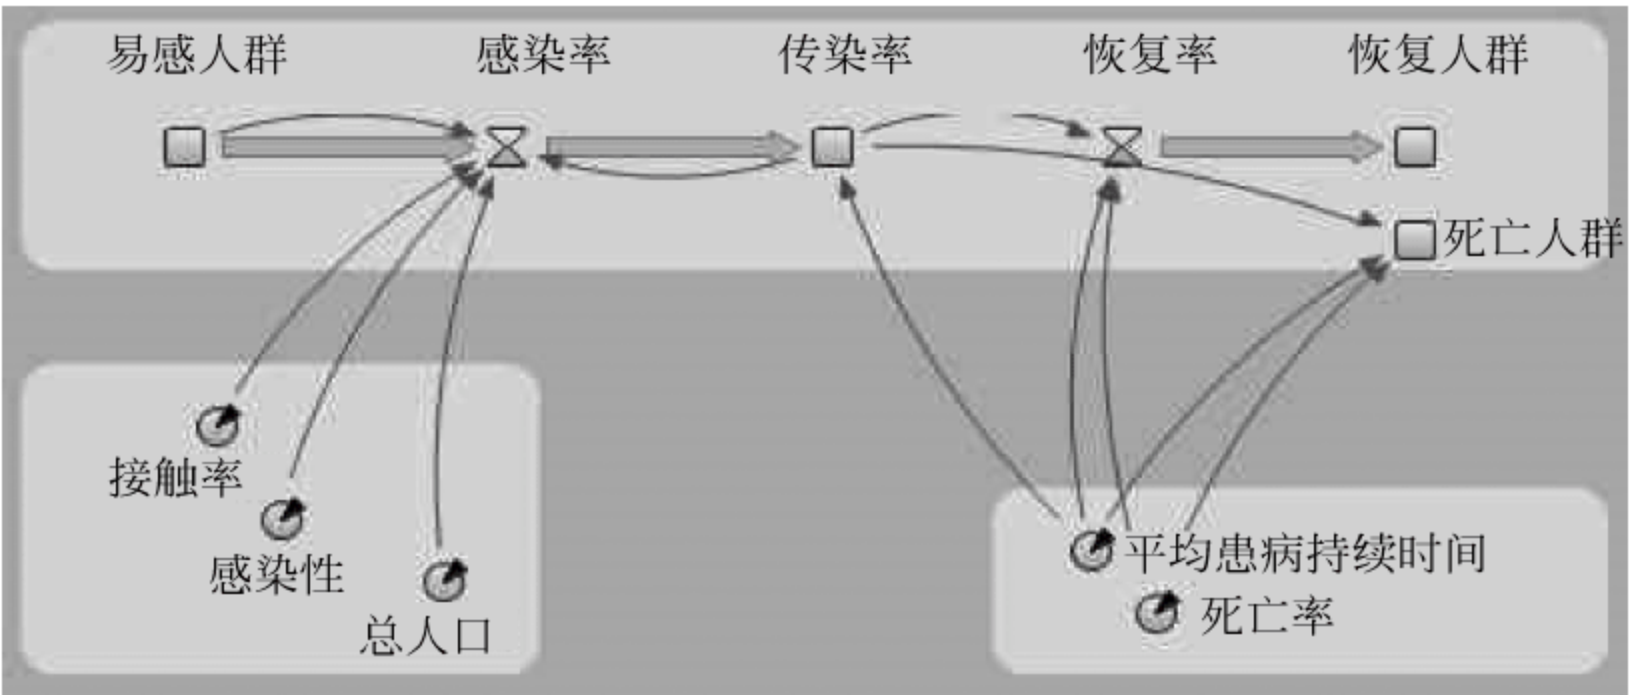 易感人群
感染率
传染率
恢复率
恢复人群
死亡人群
接触率
感染性
总人口
平均患病持续时间
死亡率